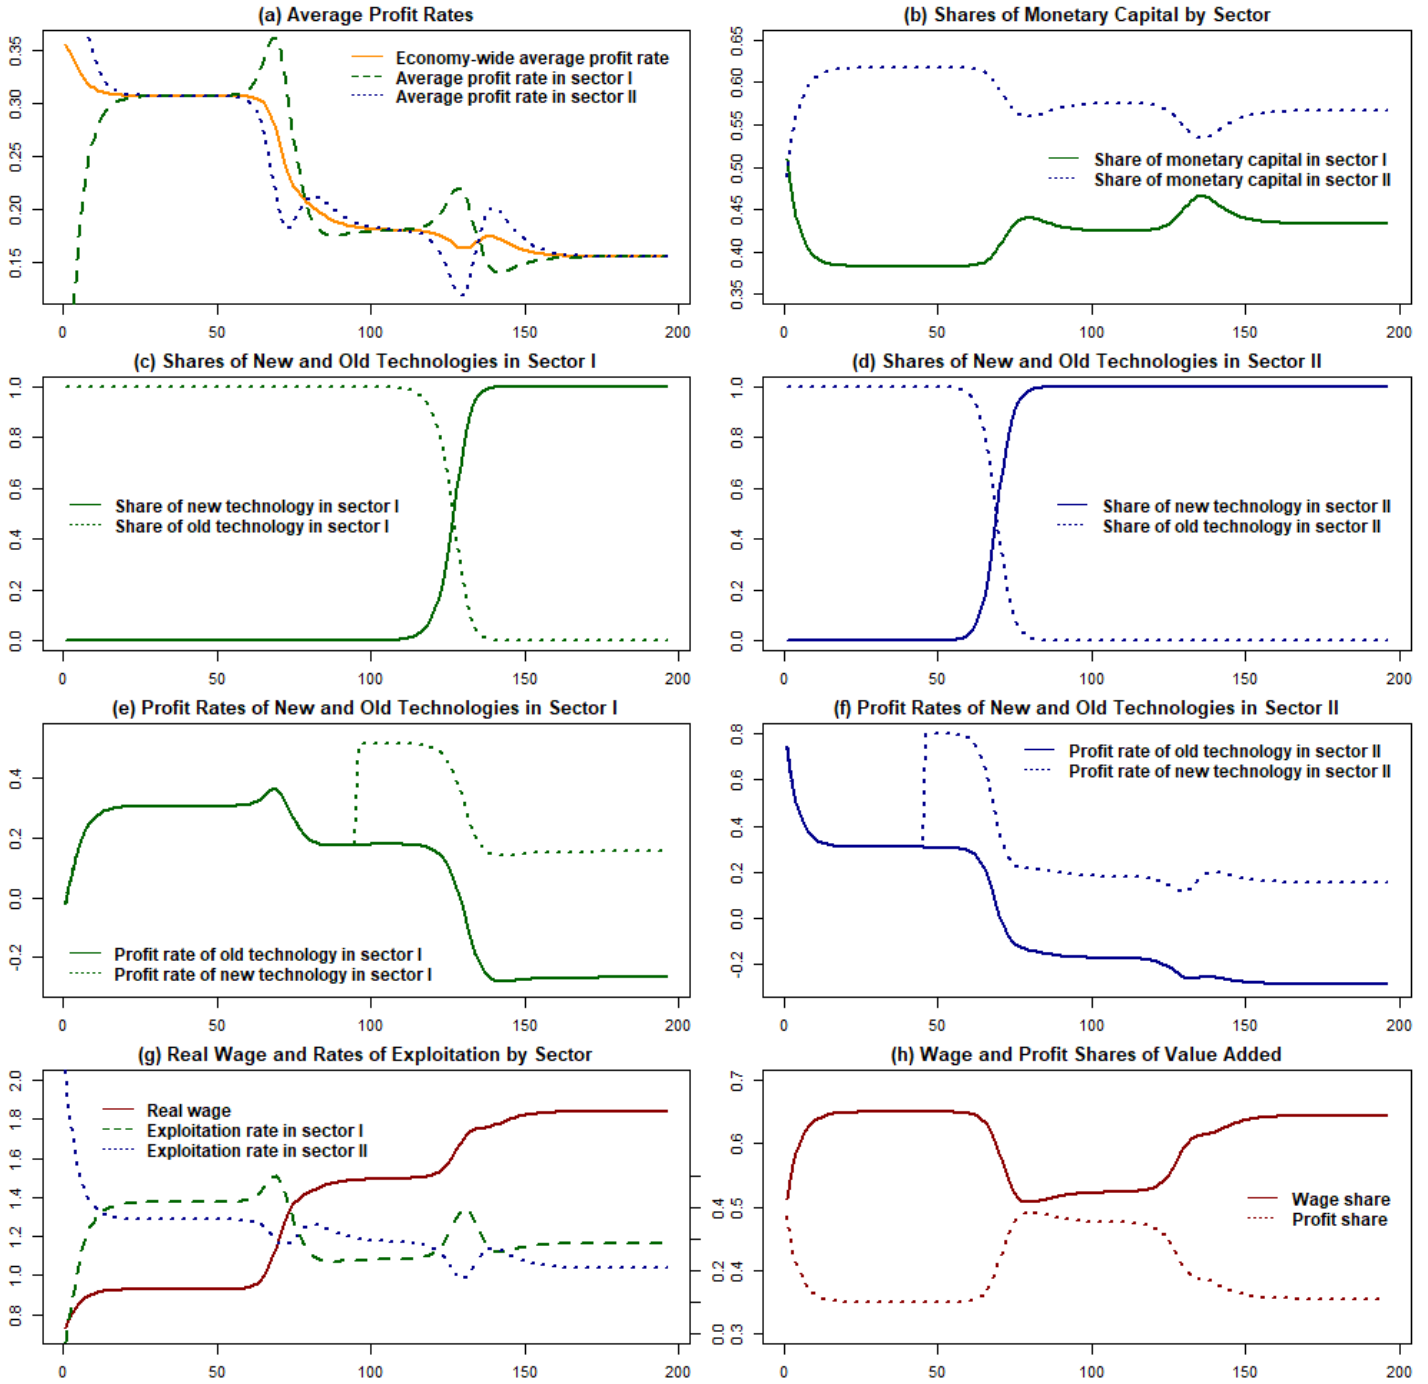 (a) Average Profit Rates
0.35
0.30
0.25
0.20
0.15
Economy-wide average profit rate
Average profit rate in sector I
Average profit rate in sector II
0 50 100 150 200
(b) Shares of Monetary Capital by Sector
0.65
0.60
0.55
0.50
0.45
0.40
0.35
Share of monetary capital in sector I
Share of monetary capital in sector II
0 50 100 150 200
(c) Shares of New and Old Technologies in Sector I
1.0
0.8
0.6
0.4
0.2
0.0
Share of new technology in sector I
Share of old technology in sector I
0 50 100 150 200
(d) Shares of New and Old Technologies in Sector II
1.0
0.8
0.6
0.4
0.2
0.0
Share of new technology in sector II
Share of old technology in sector II
0 50 100 150 200
(e) Profit Rates of New and Old Technologies in Sector I
0.4
0.2
0.0
-0.2
Profit rate of old technology in sector I
Profit rate of new technology in sector I
0 50 100 150 200
(f) Profit Rates of New and Old Technologies in Sector II
0.8
0.6
0.4
0.2
0.0
-0.2
Profit rate of old technology in sector II
Profit rate of new technology in sector II
0 50 100 150 200
(g) Real Wage and Rates of Exploitation by Sector
2.0
1.8
1.6
1.4
1.2
1.0
0.8
Real wage
Exploitation rate in sector I
Exploitation rate in sector II
0.2
0.0
0 50 100 150 200
(h) Wage and Profit Shares of Value Added
0.7
0.6
0.5
0.4
0.3
Wage share
Profit share
0 50 100 150 200